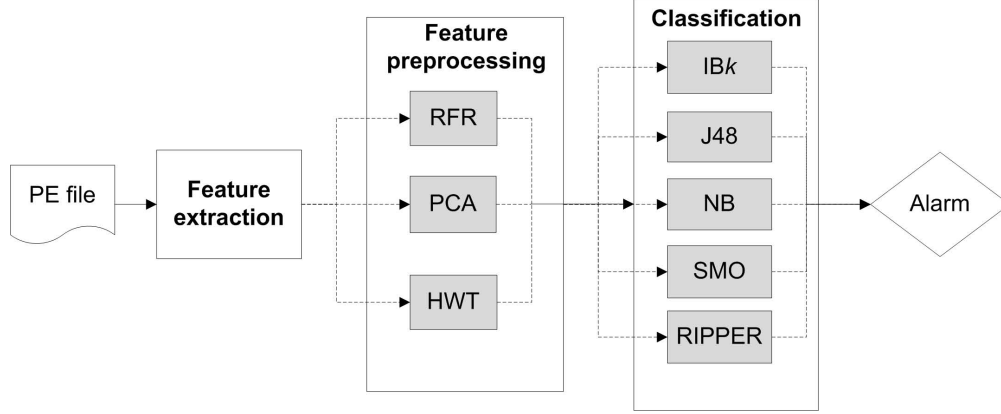 PE file
Feature
extraction
Feature
preprocessing
RFR
PCA
HWT
Classification
IBk
J48
NB
SMO
RIPPER
Alarm